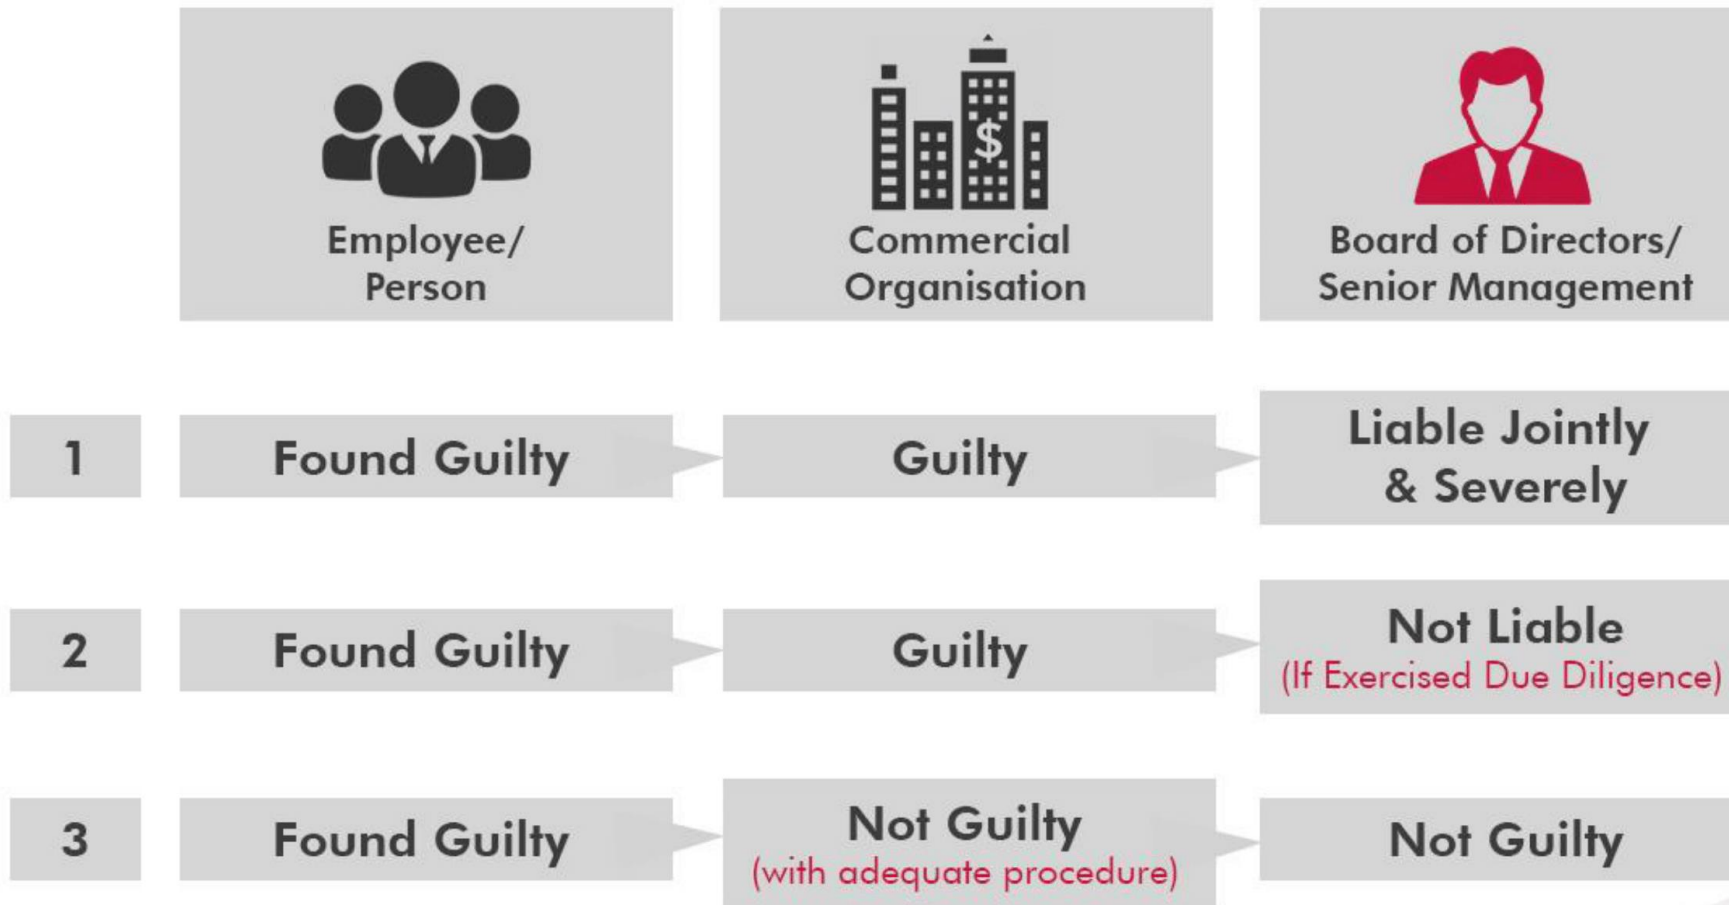 $
Employee/
Person
Commercial
Organisation
Board of Directors/
Senior Management
1
Found Guilty
Guilty
Liable Jointly
& Severely
2
Found Guilty
Guilty
Not Liable
(If Exercised Due Diligence)
3
Found Guilty
Not Guilty
(with adequate procedure)
Not Guilty